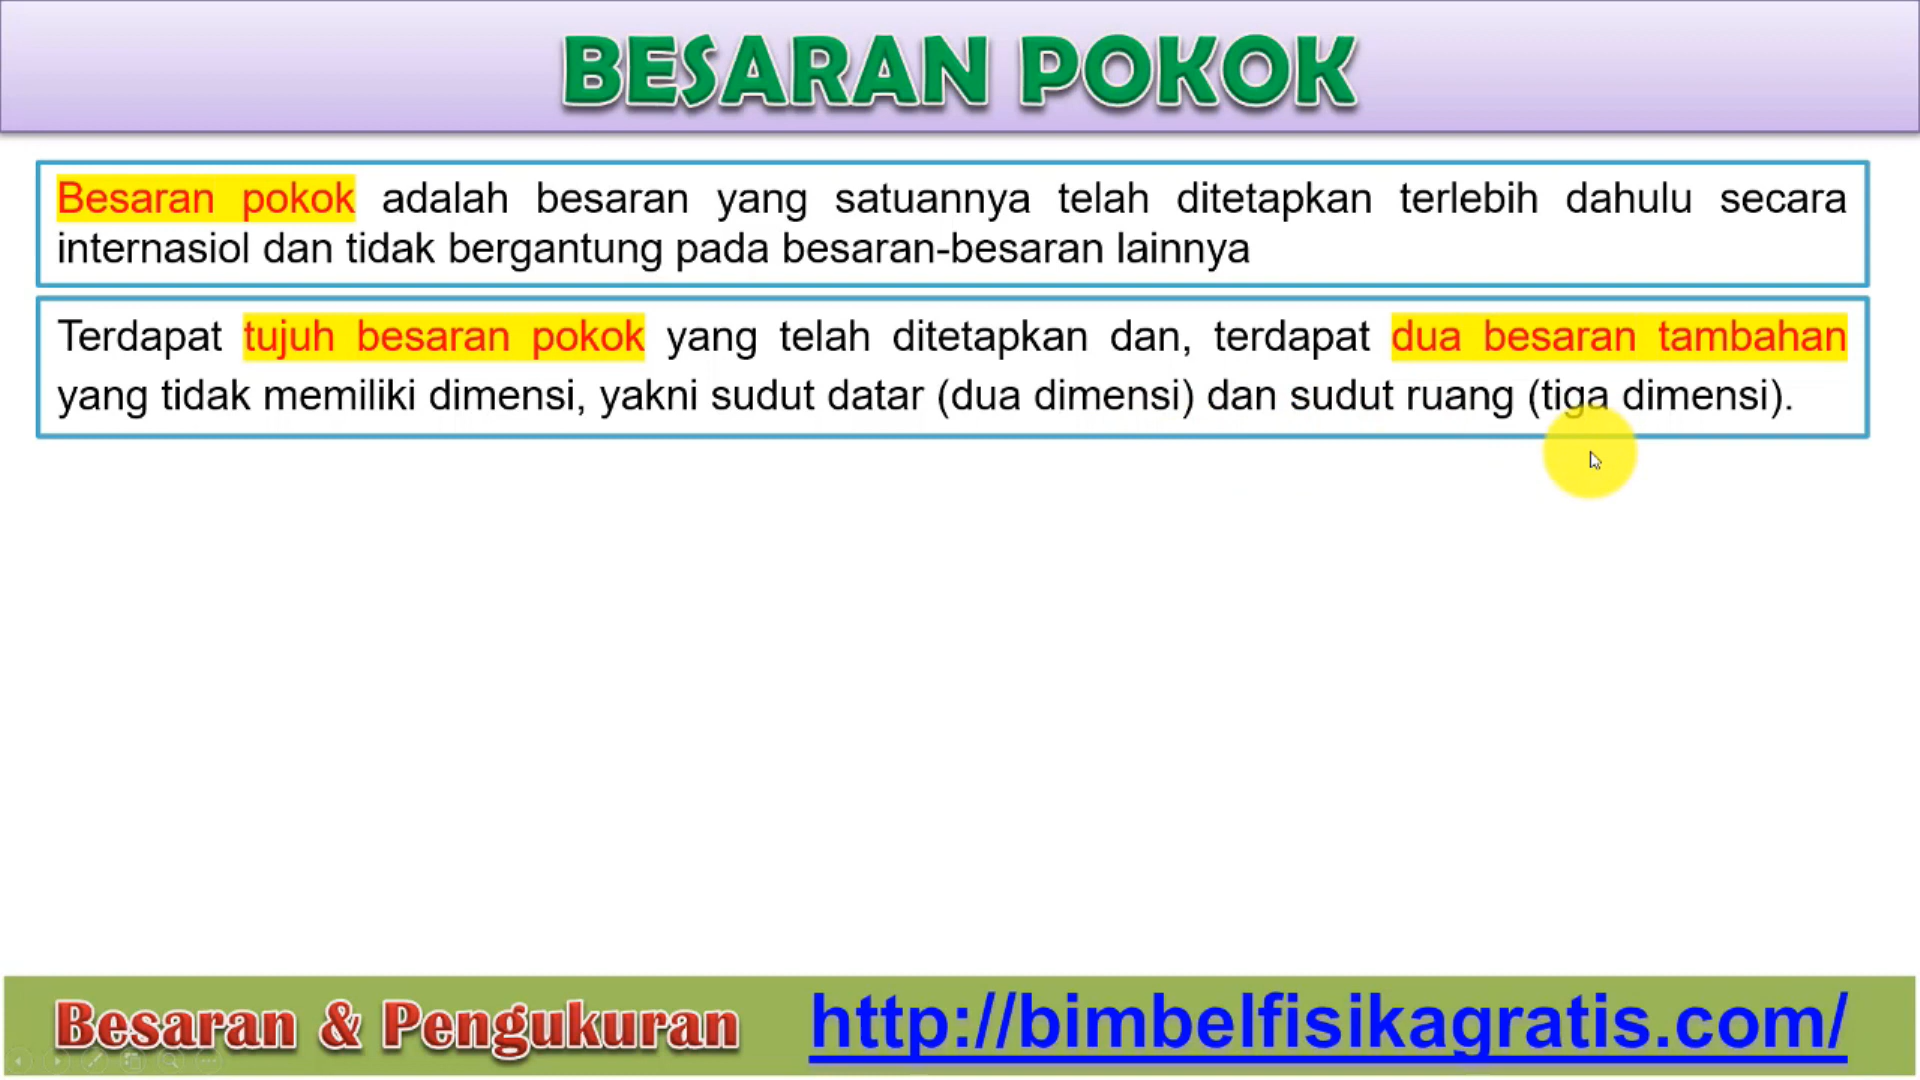 BESARAN POKOK
Besaran pokok adalah besaran yang satuannya telah ditetapkan terlebih dahulu secara
internasiol dan tidak bergantung pada besaran-besaran lainnya
Terdapat tujuh besaran pokok yang telah ditetapkan dan, terdapat dua besaran tambahan
yang tidak memiliki dimensi, yakni sudut datar (dua dimensi) dan sudut ruang (tiga dimensi).
Besaran & Pengukuran
http://bimbelfisikagratis.com/